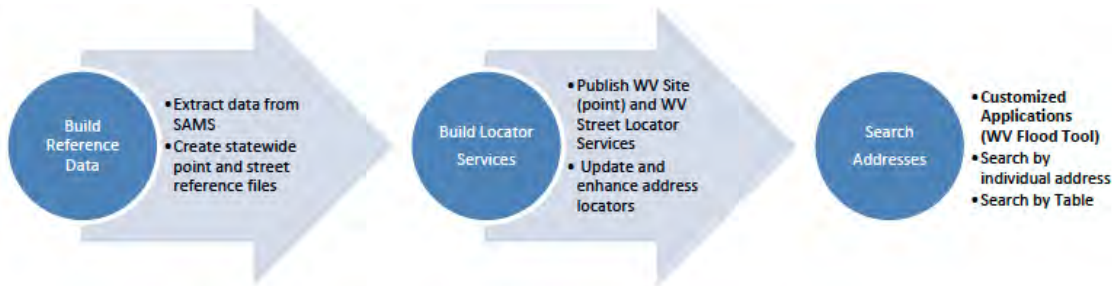 Build
Reference
Data
•Extract data from
SAMS
•Create statewide
point and street
reference files
Build Locator
Services
•Publish WV Site
(point) and WV
Street Locator
Services
• Update and
enhance address
locators
Search
Addresses
•Customized
Applications
(WV Flood Tool)
•Search by
individual address
•Search by Table